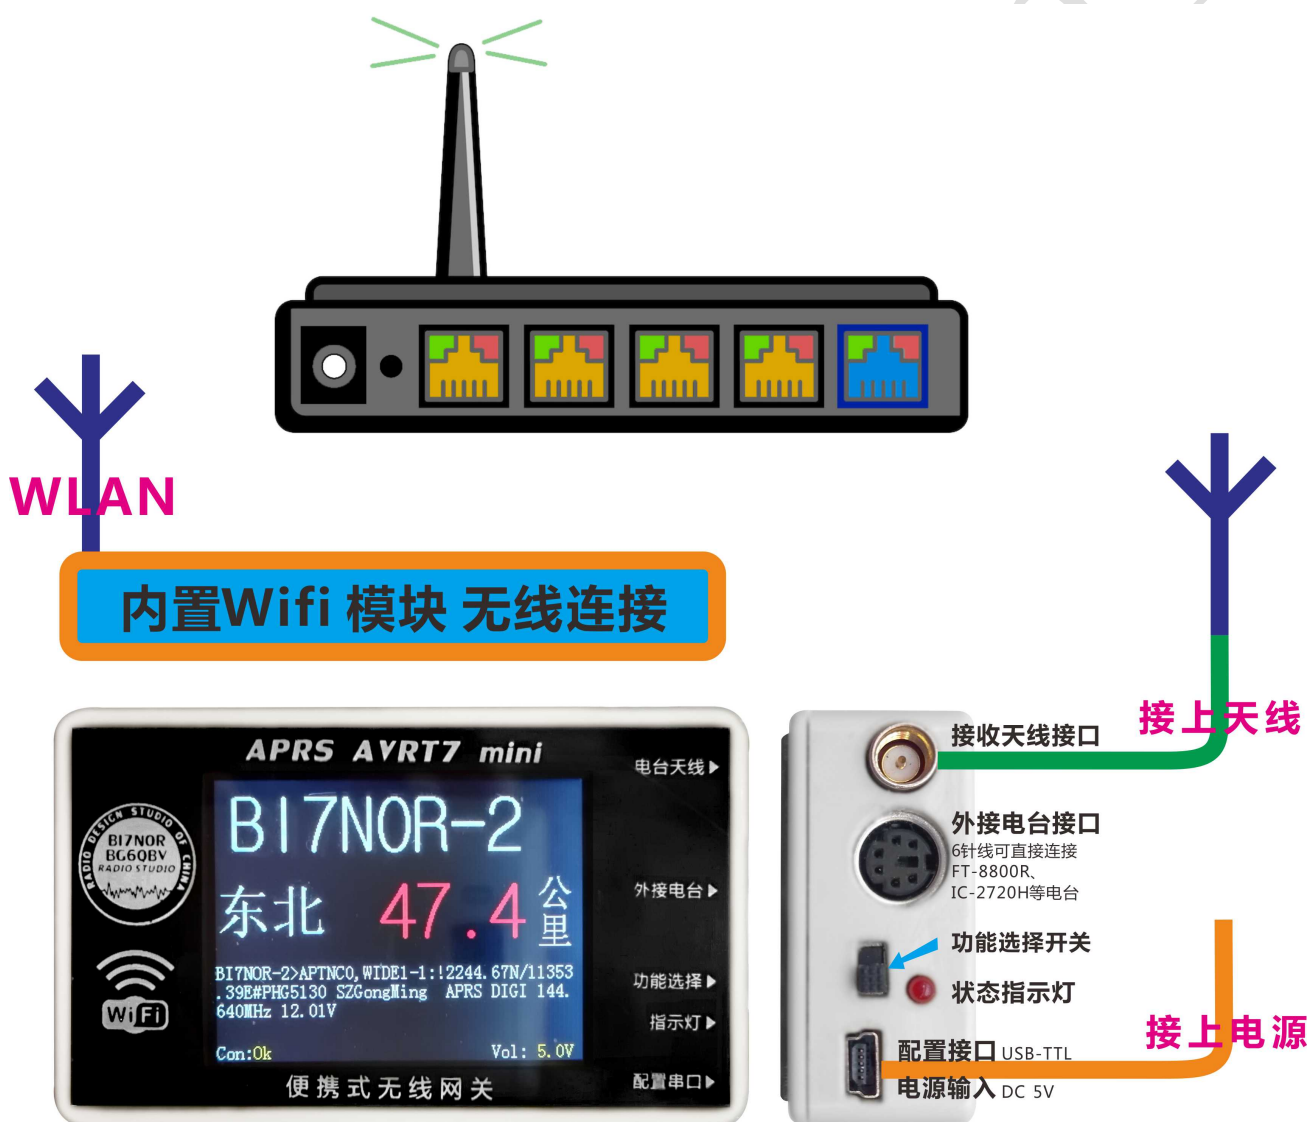 WLAN
内置Wifi 模块 无线连接
APRS AVRT7 mini
电台天线▶
RADIO DESIGN STUDIO OF CHINA
BI7NOR
BG6QBV
RADIO STUDIO
WiFi
BI7NOR-2
东北 47.4 公里
BI7NOR-2>APTNC0,WIDE1-1:!2244.67N/11353
.39E#PHG5130 SZGongMing APRS DIGI 144.
640MHz 12.01V
Con:Ok Vol: 5.0V
外接电台▶
功能选择▶
指示灯▶
配置串口▶
便携式无线网关
接收天线接口
接上天线
外接电台接口
6针线可直接连接
FT-8800R、
IC-2720H等电台
功能选择开关
状态指示灯
接上电源
配置接口 USB-TTL
电源输入 DC 5V